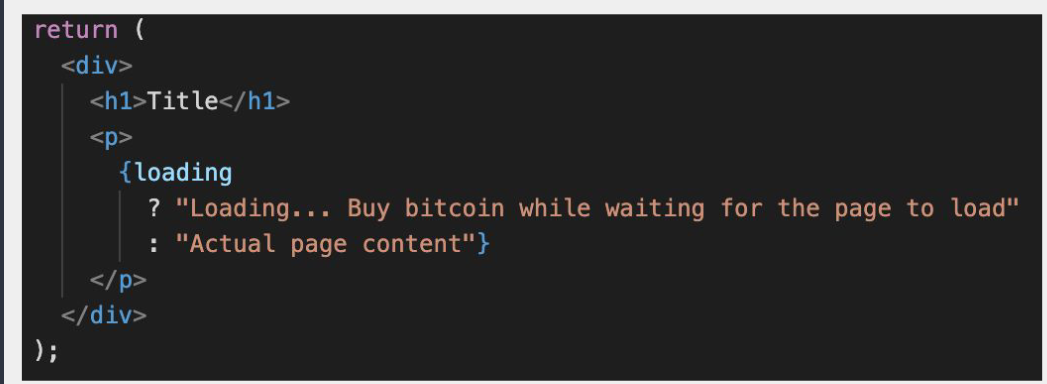 return (
<div>
<h1>Title</h1>
<p>
{loading
? "Loading... Buy bitcoin while waiting for the page to load"
: "Actual page content"}
</p>
</div>
);